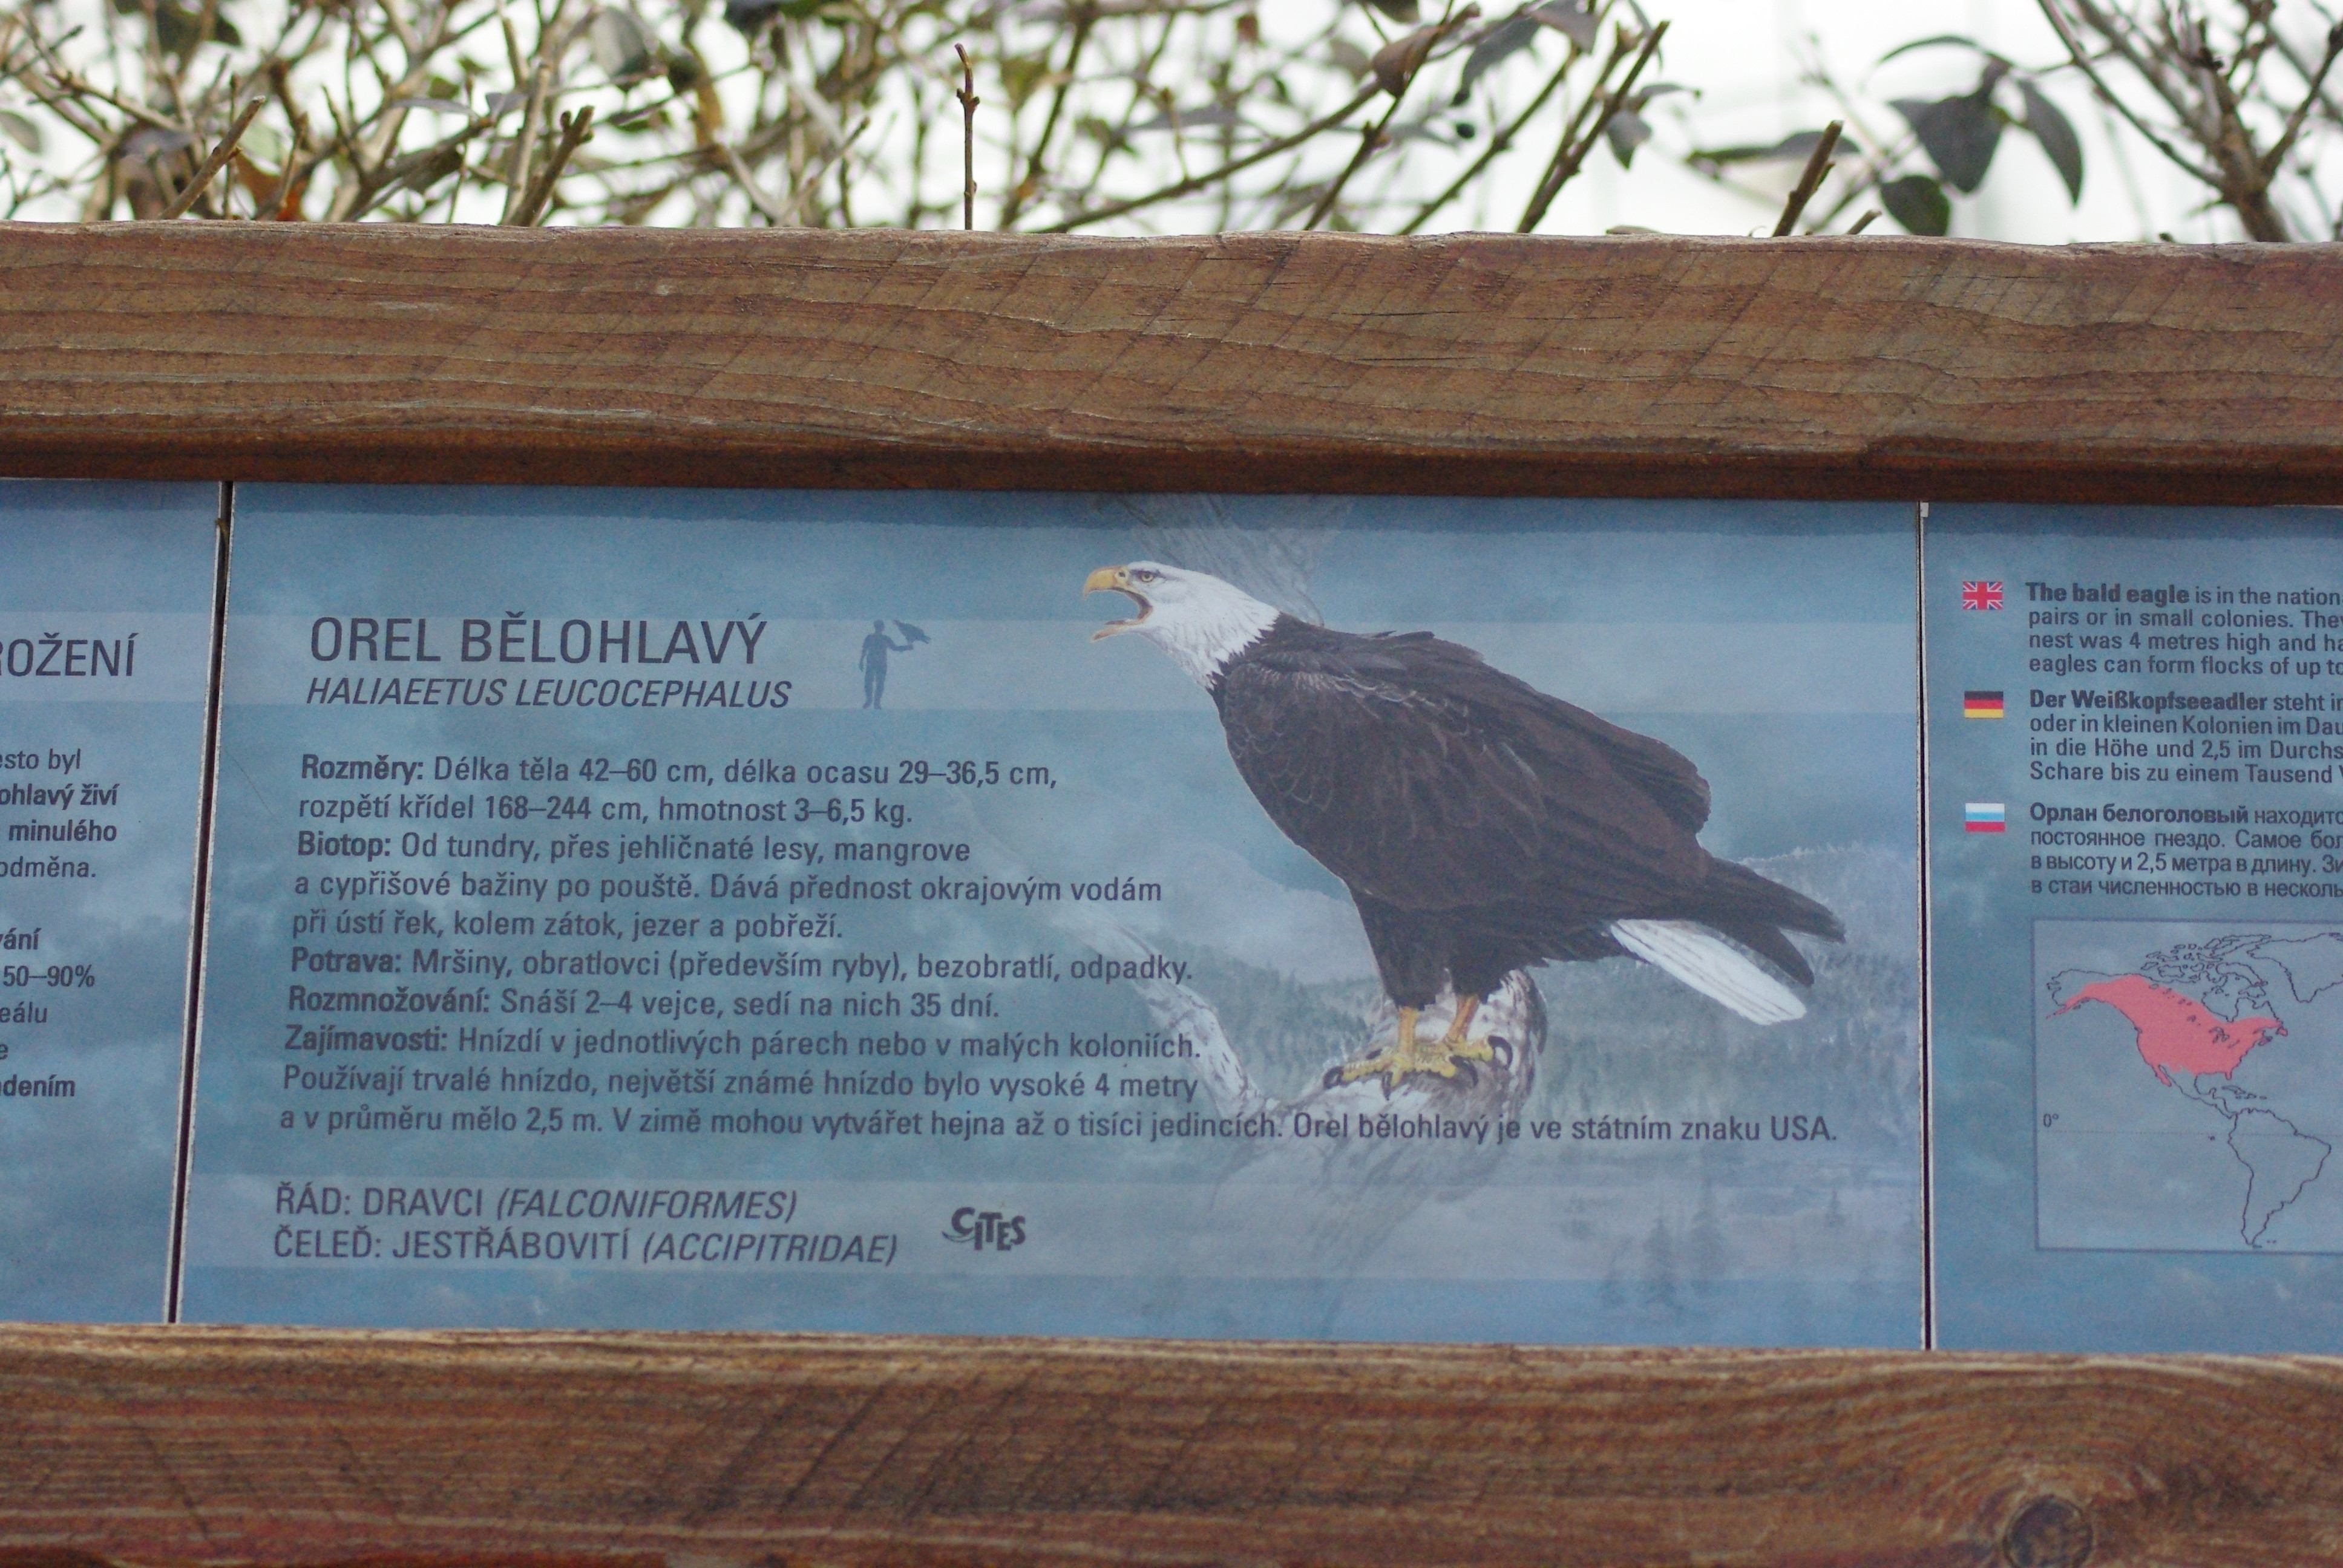 ROŽENÍ
esto byl
ohlavý živí
minulého
odměna.
vání
50–90%
eálu
e
dením
OREL BĚLOHLAVÝ
HALIAEETUS LEUCOCEPHALUS
Rozměry: Délka těla 42–60 cm, délka ocasu 29–36,5 cm,
rozpětí křídel 168–244 cm, hmotnost 3–6,5 kg.
Biotop: Od tundry, přes jehličnaté lesy, mangrove
a cypřišové bažiny po pouště. Dává přednost okrajovým vodám
při ústí řek, kolem zátok, jezer a pobřeží.
Potrava: Mršiny, obratlovci (především ryby), bezobratlí, odpadky.
Rozmnožování: Snáší 2–4 vejce, sedí na nich 35 dní.
Zajímavosti: Hnízdí v jednotlivých párech nebo v malých koloniích.
Používají trvalé hnízdo, největší známé hnízdo bylo vysoké 4 metry
a v průměru mělo 2,5 m. V zimě mohou vytvářet hejna až o tisíci jedincích. Orel bělohlavý je ve státním znaku USA.
ŘÁD: DRAVCI (FALCONIFORMES)
ČELEĎ: JESTŘÁBOVITÍ (ACCIPITRIDAE)
CITES
The bald eagle is in the nation
pairs or in small colonies. They
nest was 4 metres high and ha
eagles can form flocks of up to
Der Weißkopfseeadler steht in
oder in kleinen Kolonien im Dau
in die Höhe und 2,5 im Durchs
Schare bis zu einem Tausend V
Орлан белоголовый находитс
постоянное гнездо. Самое бол
в высоту и 2,5 метра в длину. Зи
в стаи численностью в несколь
0°